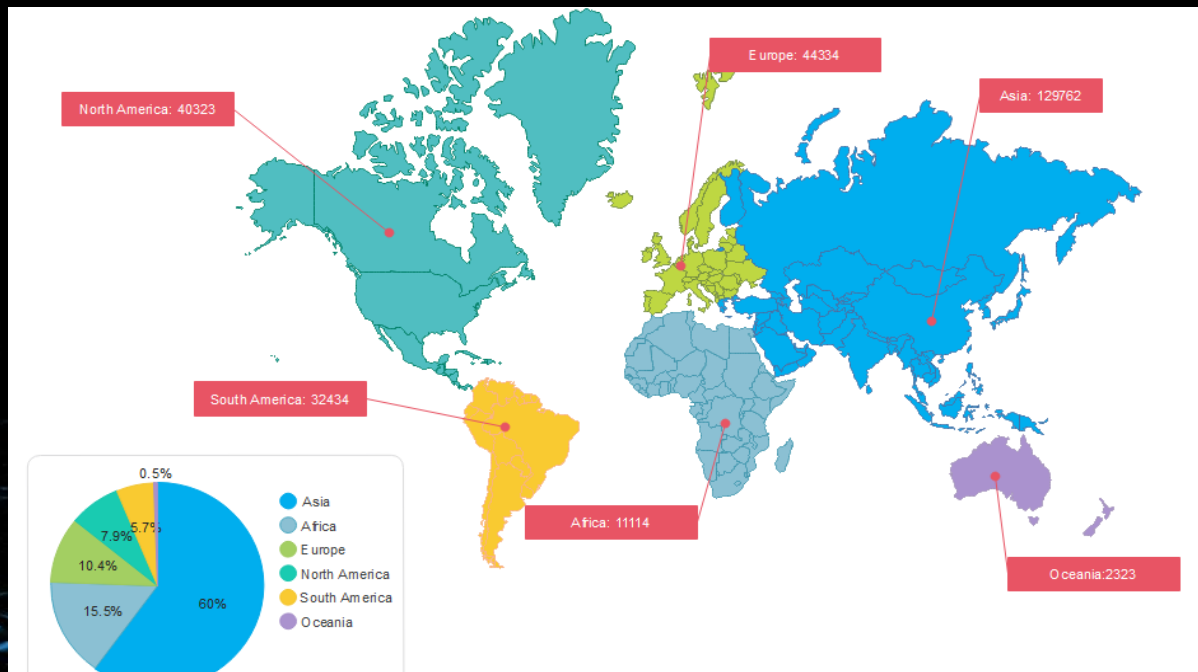 Europe: 44334
Asia: 129762
North America: 40323
South America: 32434
Africa: 11114
Oceania:2323
0.5%
5.7%
7.9%
10.4%
15.5%
60%
Asia
Africa
Europe
North America
South America
Oceania